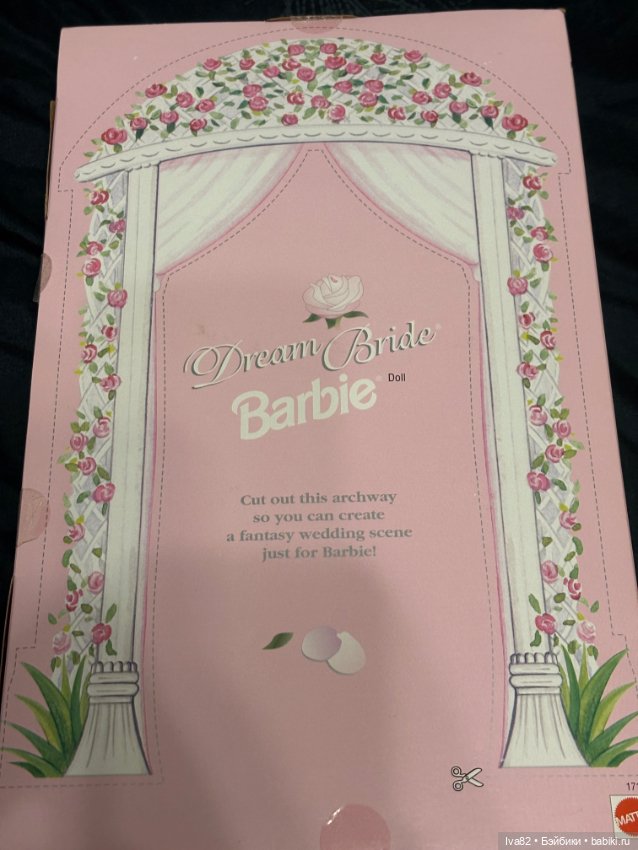 Dream Bride
Barbie Doll
Cut out this archway
so you can create
a fantasy wedding scene
just for Barbie!
Iva82 • Бэйбики • babiki.ru